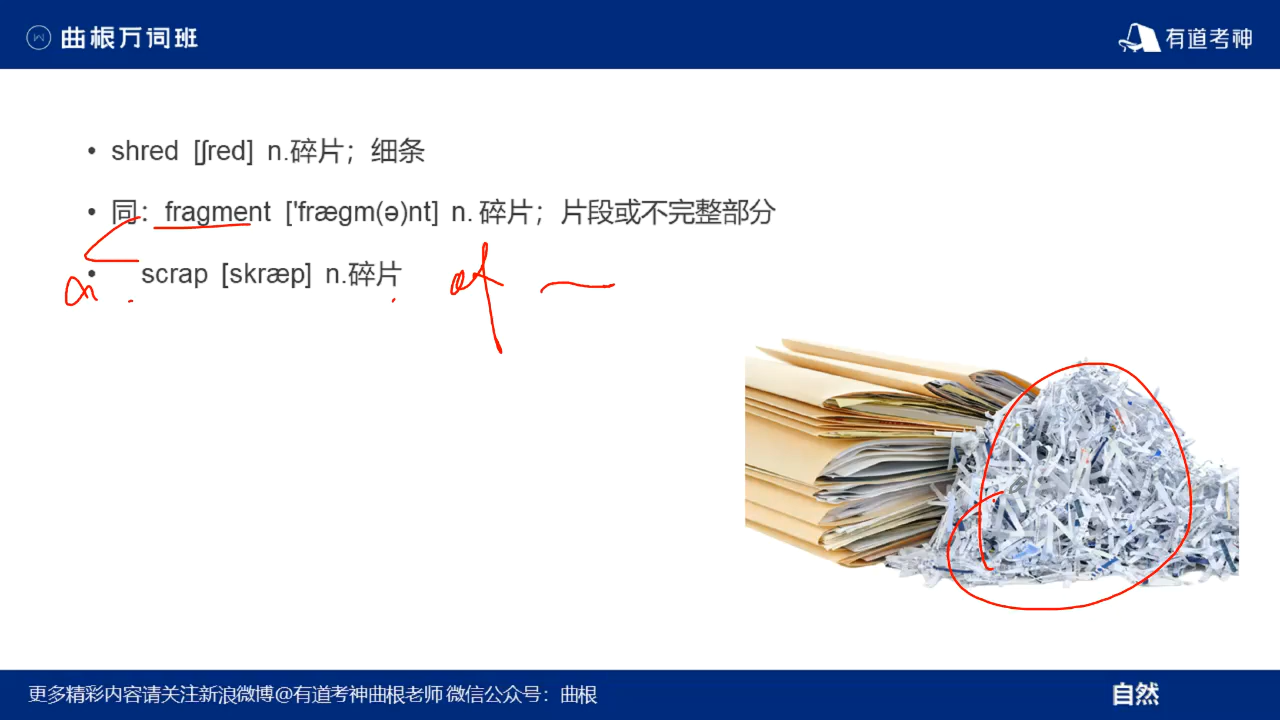 曲根万词班
有道考神
• shred [ʃred] n.碎片；细条
• 同：fragment ['fræɡm(ə)nt] n. 碎片；片段或不完整部分
• scrap [skræp] n.碎片
of
更多精彩内容请关注新浪微博@有道考神曲根老师 微信公众号：曲根
自然